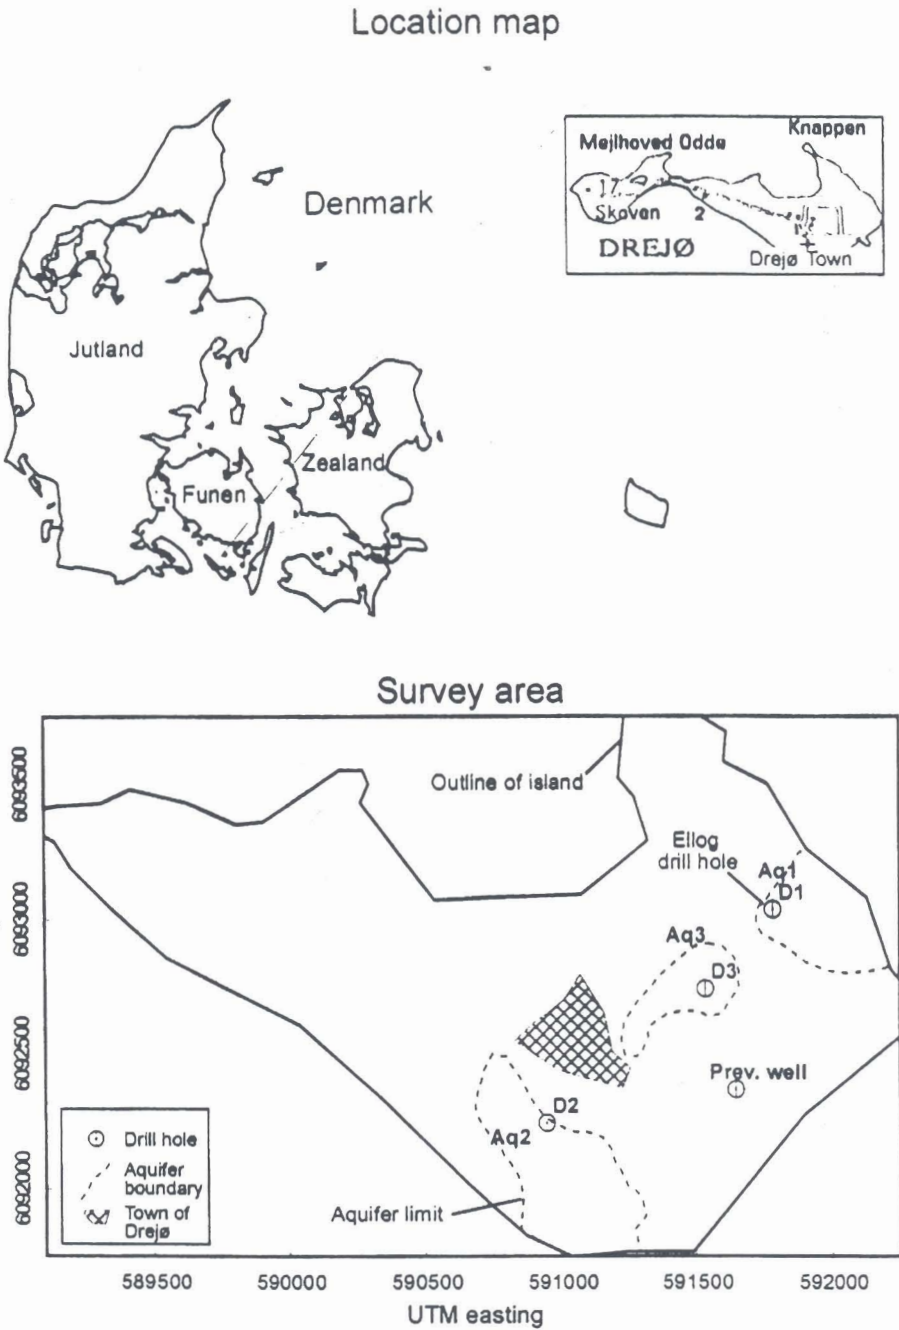 Location map
Denmark
Jutland
Funen
Zealand
Mejlhoved Odde
Knappen
17
Skoven
2
DREJØ
Drejø Town
Survey area
6093500
6093000
6092500
6092000
Outline of island
Ellog
drill hole
Aq1
D1
Aq3
D3
Prev. well
D2
Aq2
Aquifer limit
Drill hole
Aquifer
boundary
Town of
Drejø
589500 590000 590500 591000 591500 592000
UTM easting